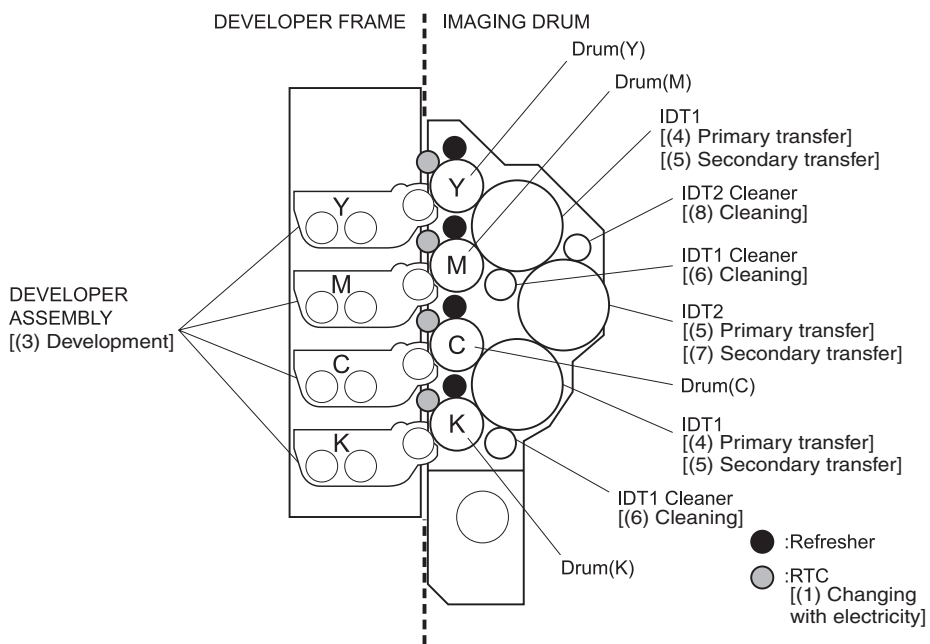 DEVELOPER FRAME
IMAGING DRUM
Drum(Y)
Drum(M)
IDT1
[(4) Primary transfer]
[(5) Secondary transfer]
IDT2 Cleaner
[(8) Cleaning]
IDT1 Cleaner
[(6) Cleaning]
IDT2
[(5) Primary transfer]
[(7) Secondary transfer]
Drum(C)
IDT1
[(4) Primary transfer]
[(5) Secondary transfer]
IDT1 Cleaner
[(6) Cleaning]
Drum(K)
DEVELOPER
ASSEMBLY
[(3) Development]
Y
M
C
K
Y
M
C
K
:Refresher
:RTC
[(1) Changing
with electricity]